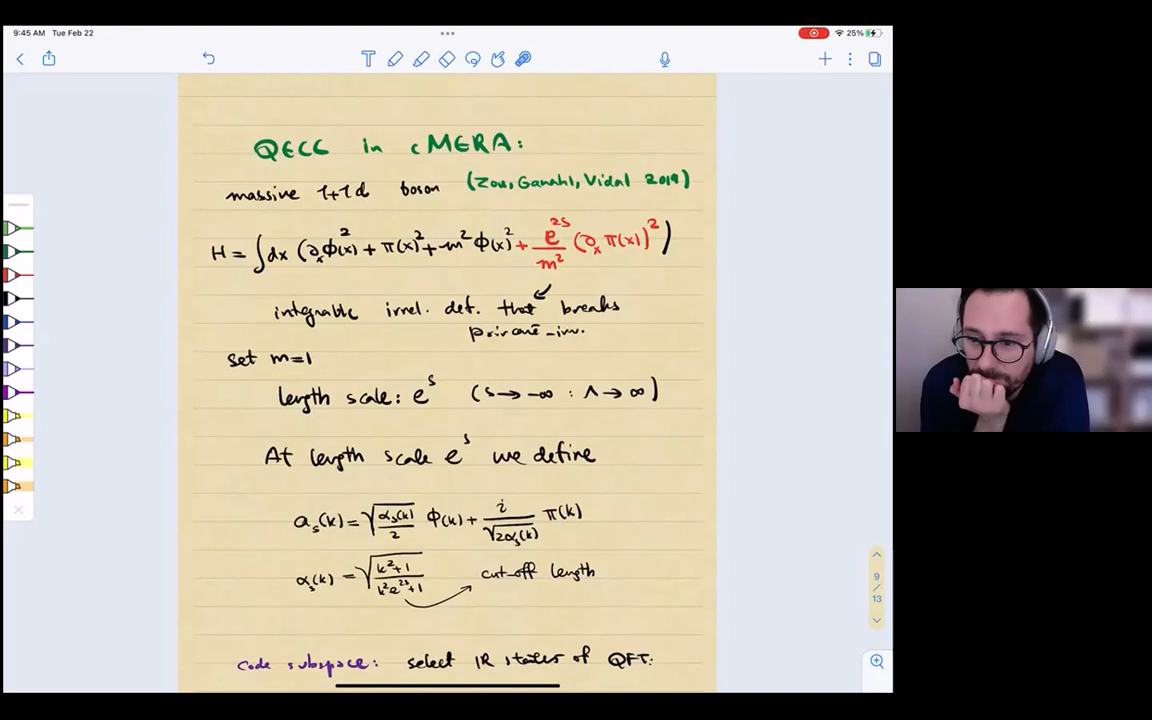 9:45 AM Tue Feb 22
25%
QECC in cMERA:
massive 1+1d boson (Zou, Ganahl, Vidal 2019)
H = ∫dx (∂ₓφ(x)² + π(x)² + m² φ(x)² + e^{2s}/m² (∂ₓπ(x))²)
integrable irrel. def. that breaks
set m=1
length scale: e^s (s → -∞ : Λ → ∞)
At length scale e^s we define
a_s(k) = √(α_s(k)/2) φ(k) + i/√(2α_s(k)) π(k)
α_s(k) = √((k²+1)/(k²e^{2s}+1)) cut-off length
code subspace: select IR states of QFT:
9
/
13